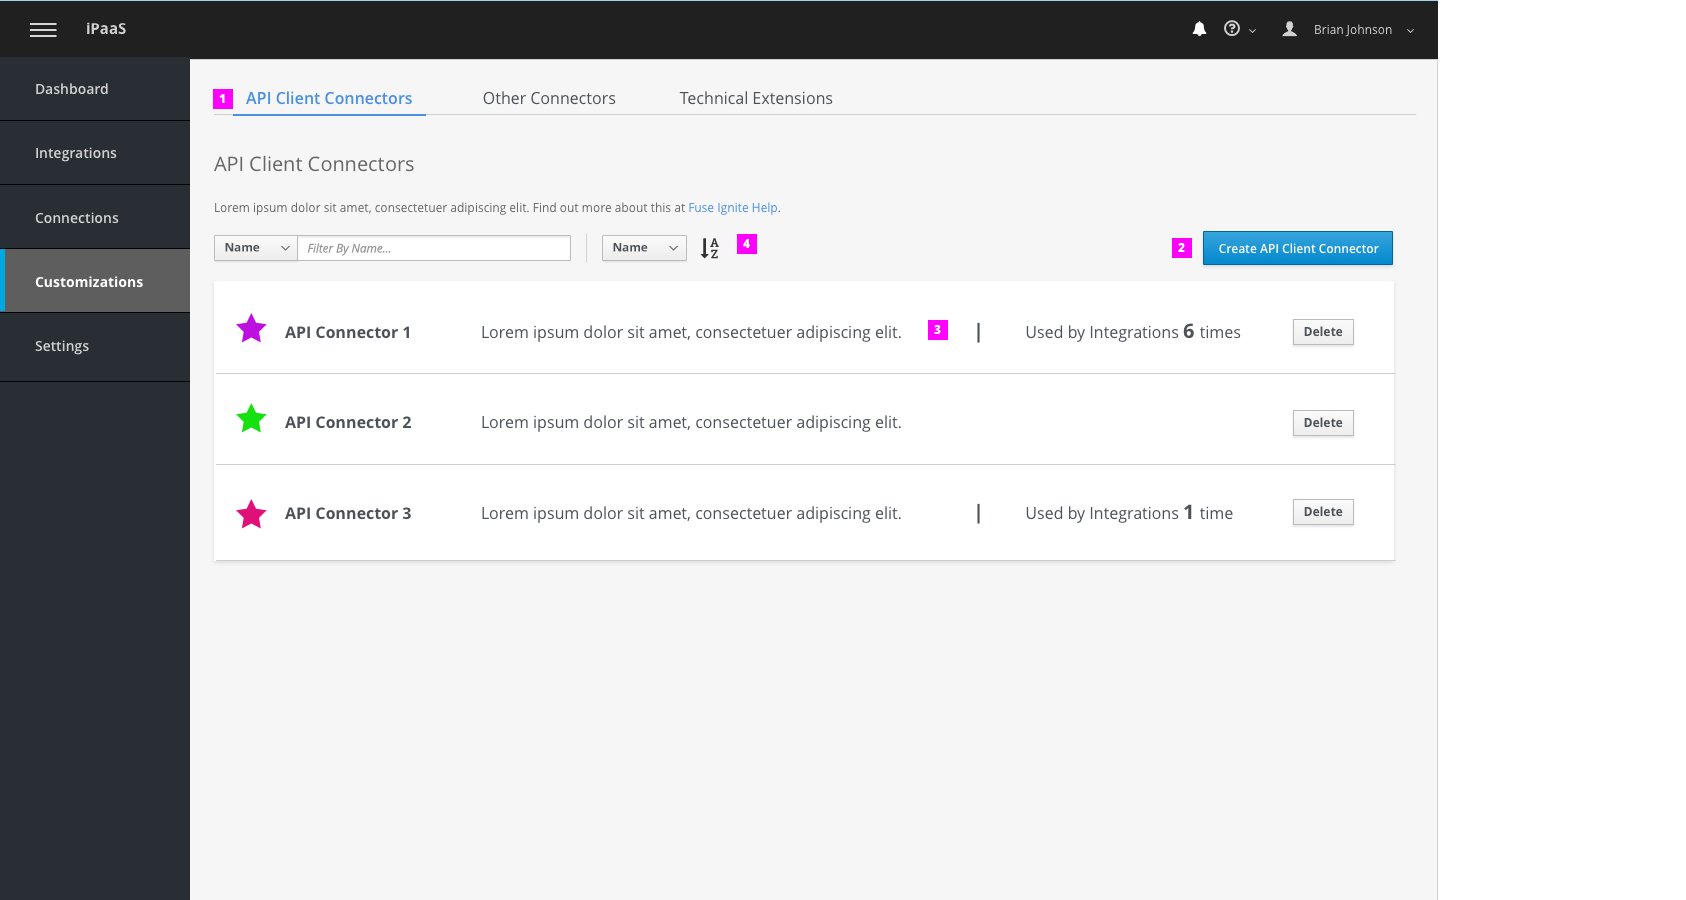 iPaaS
Brian Johnson
Dashboard
Integrations
Connections
Customizations
Settings
1 API Client Connectors Other Connectors Technical Extensions
API Client Connectors
Lorem ipsum dolor sit amet, consectetuer adipiscing elit. Find out more about this at Fuse Ignite Help.
Name Filter By Name... Name A Z 4 2 Create API Client Connector
API Connector 1 Lorem ipsum dolor sit amet, consectetuer adipiscing elit. 3 | Used by Integrations 6 times Delete
API Connector 2 Lorem ipsum dolor sit amet, consectetuer adipiscing elit. Delete
API Connector 3 Lorem ipsum dolor sit amet, consectetuer adipiscing elit. | Used by Integrations 1 time Delete